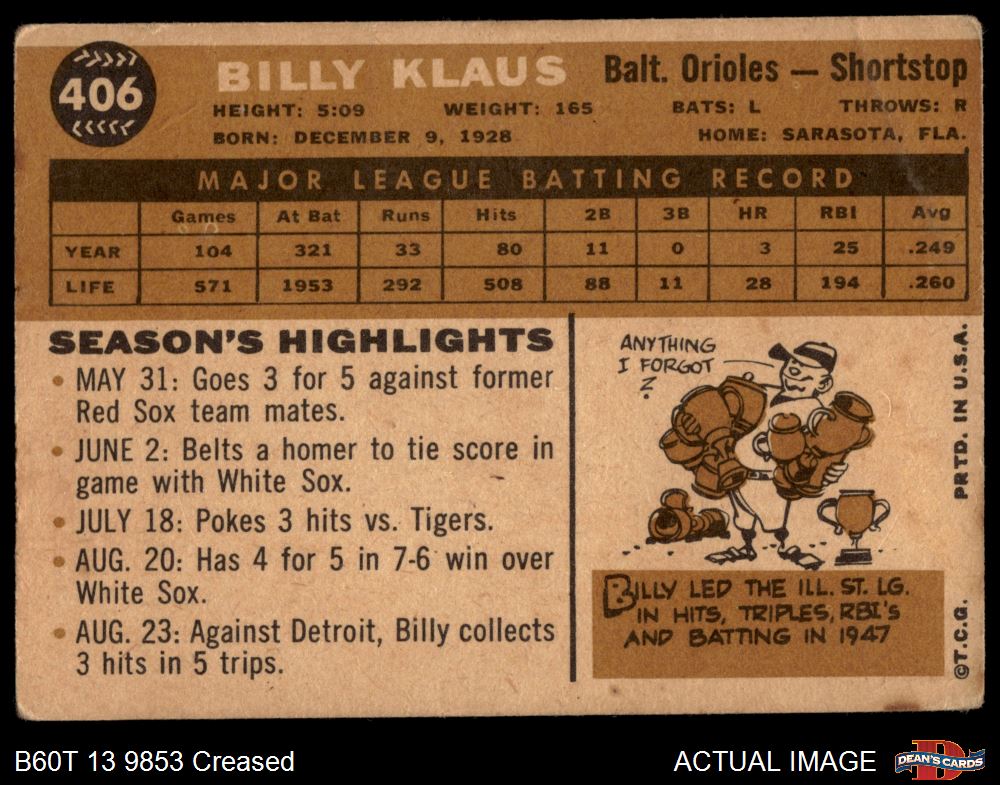 406
BILLY KLAUS Balt. Orioles — Shortstop
HEIGHT: 5:09 WEIGHT: 165 BATS: L THROWS: R
BORN: DECEMBER 9, 1928 HOME: SARASOTA, FLA.
MAJOR LEAGUE BATTING RECORD
Games At Bat Runs Hits 2B 3B HR RBI Avg
YEAR 104 321 33 80 11 0 3 25 .249
LIFE 571 1953 292 508 88 11 28 194 .260
SEASON'S HIGHLIGHTS
• MAY 31: Goes 3 for 5 against former
Red Sox team mates.
• JUNE 2: Belts a homer to tie score in
game with White Sox.
• JULY 18: Pokes 3 hits vs. Tigers.
• AUG. 20: Has 4 for 5 in 7-6 win over
White Sox.
• AUG. 23: Against Detroit, Billy collects
3 hits in 5 trips.
ANYTHING
I FORGOT
?
BILLY LED THE ILL. ST. LG.
IN HITS, TRIPLES, RBI'S
AND BATTING IN 1947
©T.C.G. PRTD. IN U.S.A.
B60T 13 9853 Creased ACTUAL IMAGE DEAN'S CARDS